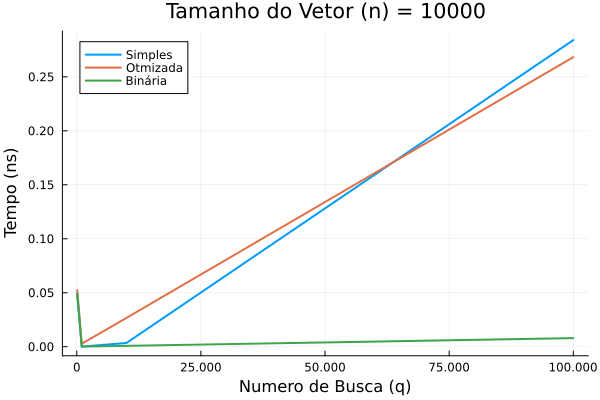 Tamanho do Vetor (n) = 10000
Simples
Otmizada
Binária
Tempo (ns)
0.25
0.20
0.15
0.10
0.05
0.00
0
25.000
50.000
75.000
100.000
Numero de Busca (q)